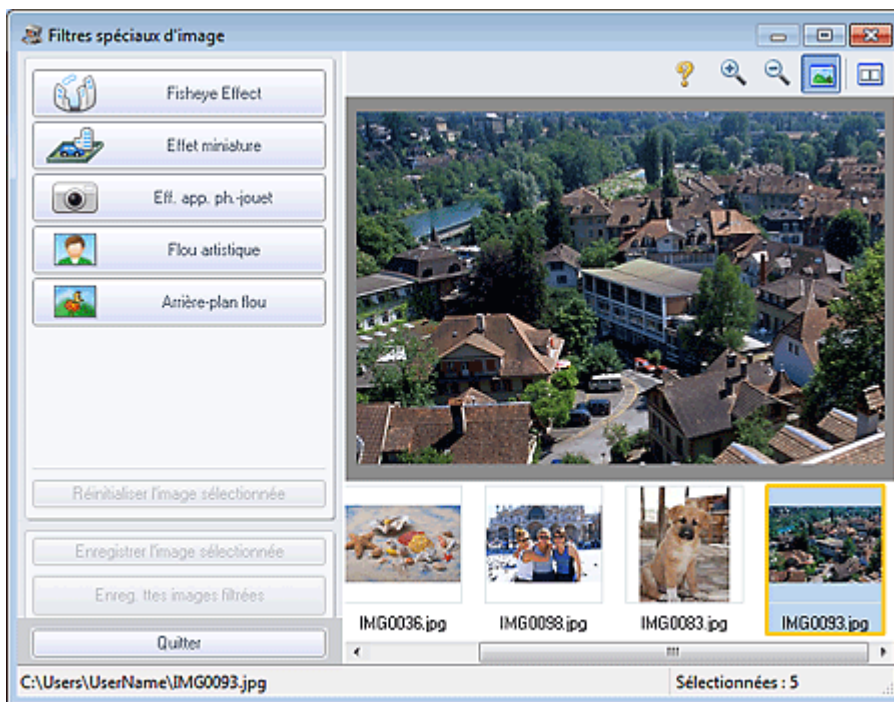 Filtres spéciaux d'image
Fisheye Effect
Effet miniature
Eff. app. ph.-jouet
Flou artistique
Arrière-plan flou
Réinitialiser l'image sélectionnée
Enregistrer l'image sélectionnée
Enreg. ttes images filtrées
Quitter
IMG0036.jpg
IMG0098.jpg
IMG0083.jpg
IMG0093.jpg
C:\Users\UserName\IMG0093.jpg
Sélectionnées : 5